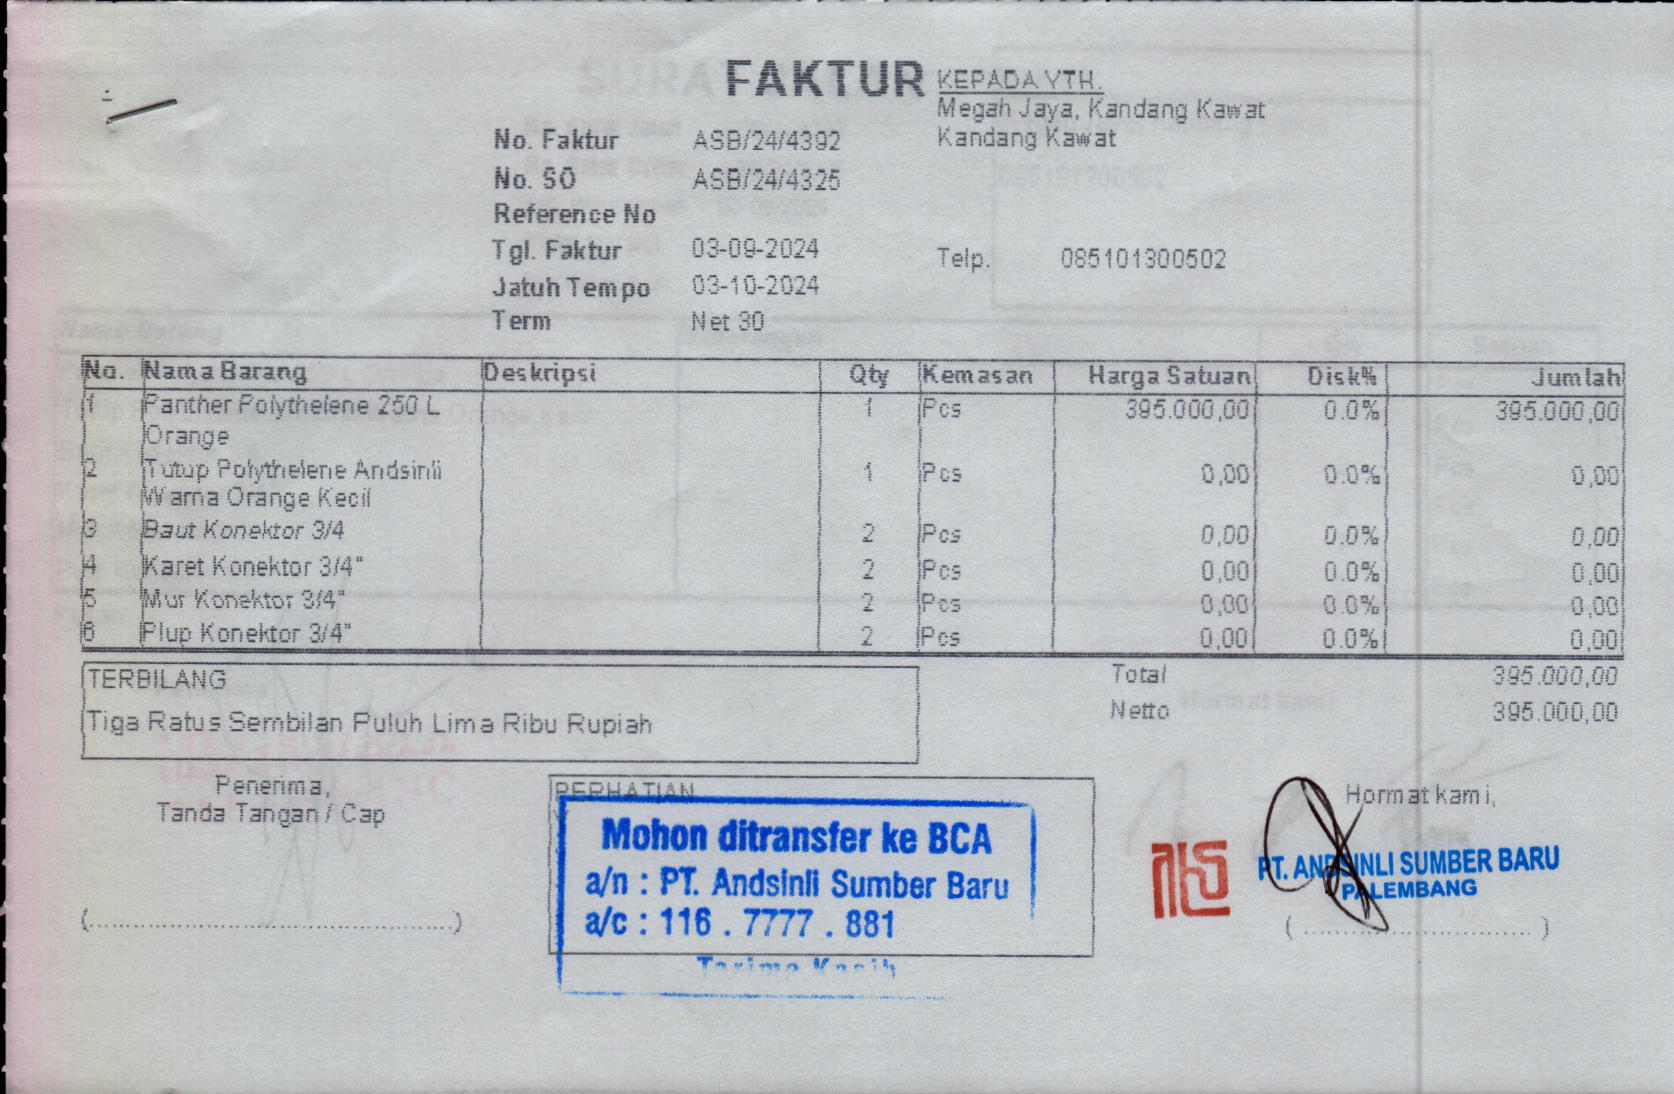 FAKTUR
KEPADA YTH.
Megah Jaya, Kandang Kawat
Kandang Kawat
No. Faktur ASB/24/4392
No. SO ASB/24/4325
Reference No
Tgl. Faktur 03-09-2024
Telp. 085101300502
Jatuh Tempo 03-10-2024
Term Net 30
No. Nama Barang Deskripsi Qty Kemasan Harga Satuan Disk% Jumlah
1 Panther Polythelene 250 L 1 Pcs 395.000,00 0.0% 395.000,00
Orange
2 Tutup Polythelene Andsinli 1 Pcs 0,00 0.0% 0,00
Warna Orange Kecil
3 Baut Konektor 3/4 2 Pcs 0,00 0.0% 0,00
4 Karet Konektor 3/4" 2 Pcs 0,00 0.0% 0,00
5 Mur Konektor 3/4" 2 Pcs 0,00 0.0% 0,00
6 Plup Konektor 3/4" 2 Pcs 0,00 0.0% 0,00
TERBILANG
Tiga Ratus Sembilan Puluh Lima Ribu Rupiah
Total 395.000,00
Netto 395.000,00
Penerima,
Tanda Tangan / Cap
(................................................)
PERHATIAN
Mohon ditransfer ke BCA
a/n : PT. Andsinli Sumber Baru
a/c : 116 . 7777 . 881
Terima Kasih
Hormat kami,
PT. ANDSINLI SUMBER BARU
PALEMBANG
(................................)